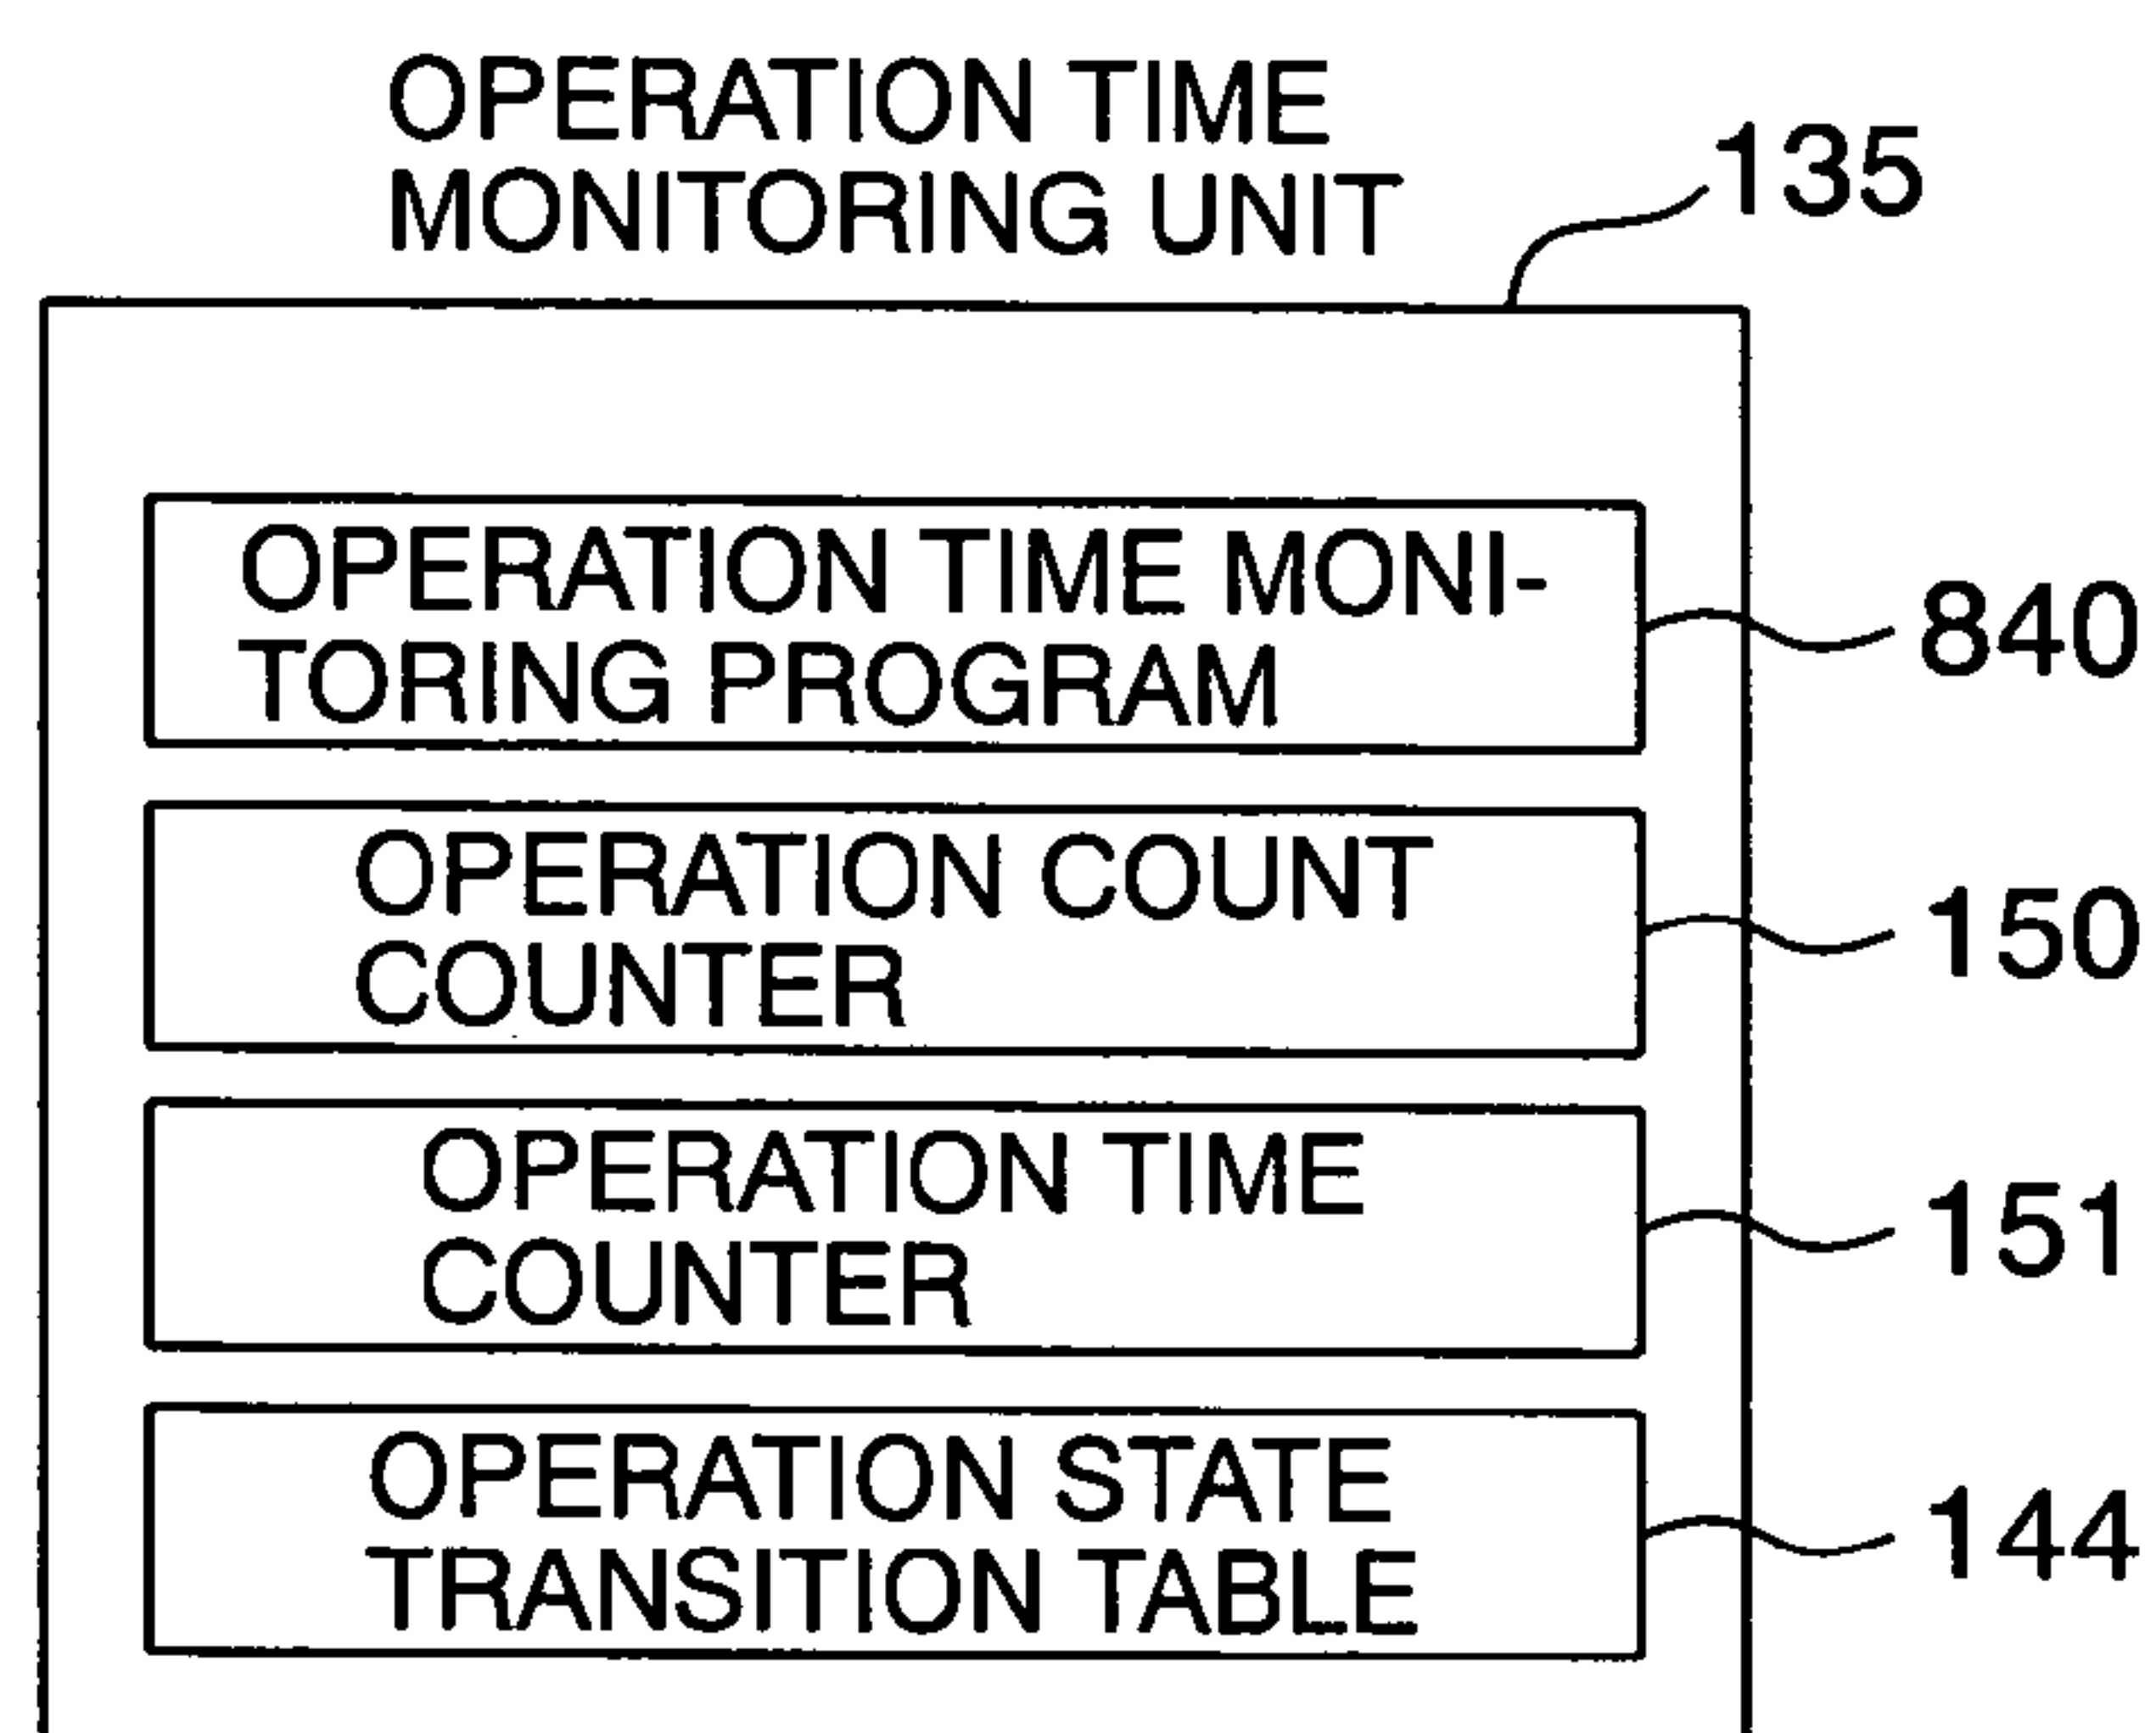 OPERATION TIME
MONITORING UNIT
135
OPERATION TIME MONI-
TORING PROGRAM
840
OPERATION COUNT
COUNTER
150
OPERATION TIME
COUNTER
151
OPERATION STATE
TRANSITION TABLE
144